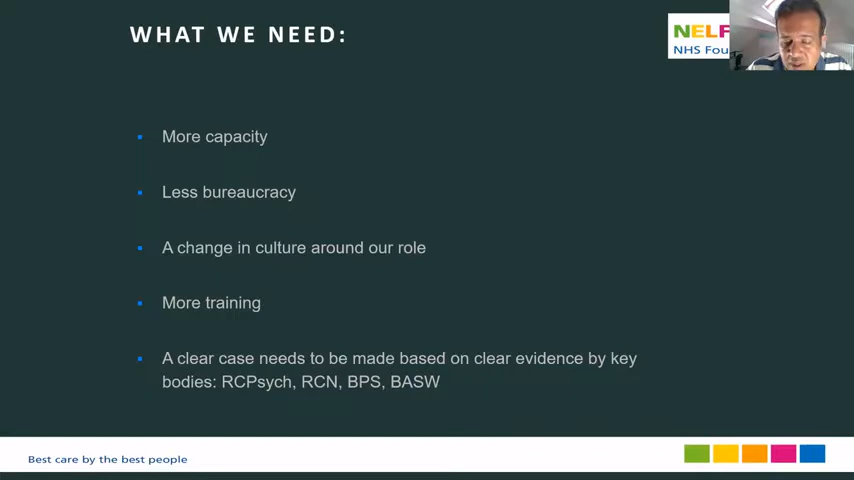 WHAT WE NEED:
NELF
NHS Fou
More capacity
Less bureaucracy
A change in culture around our role
More training
A clear case needs to be made based on clear evidence by key
bodies: RCPsych, RCN, BPS, BASW
Best care by the best people